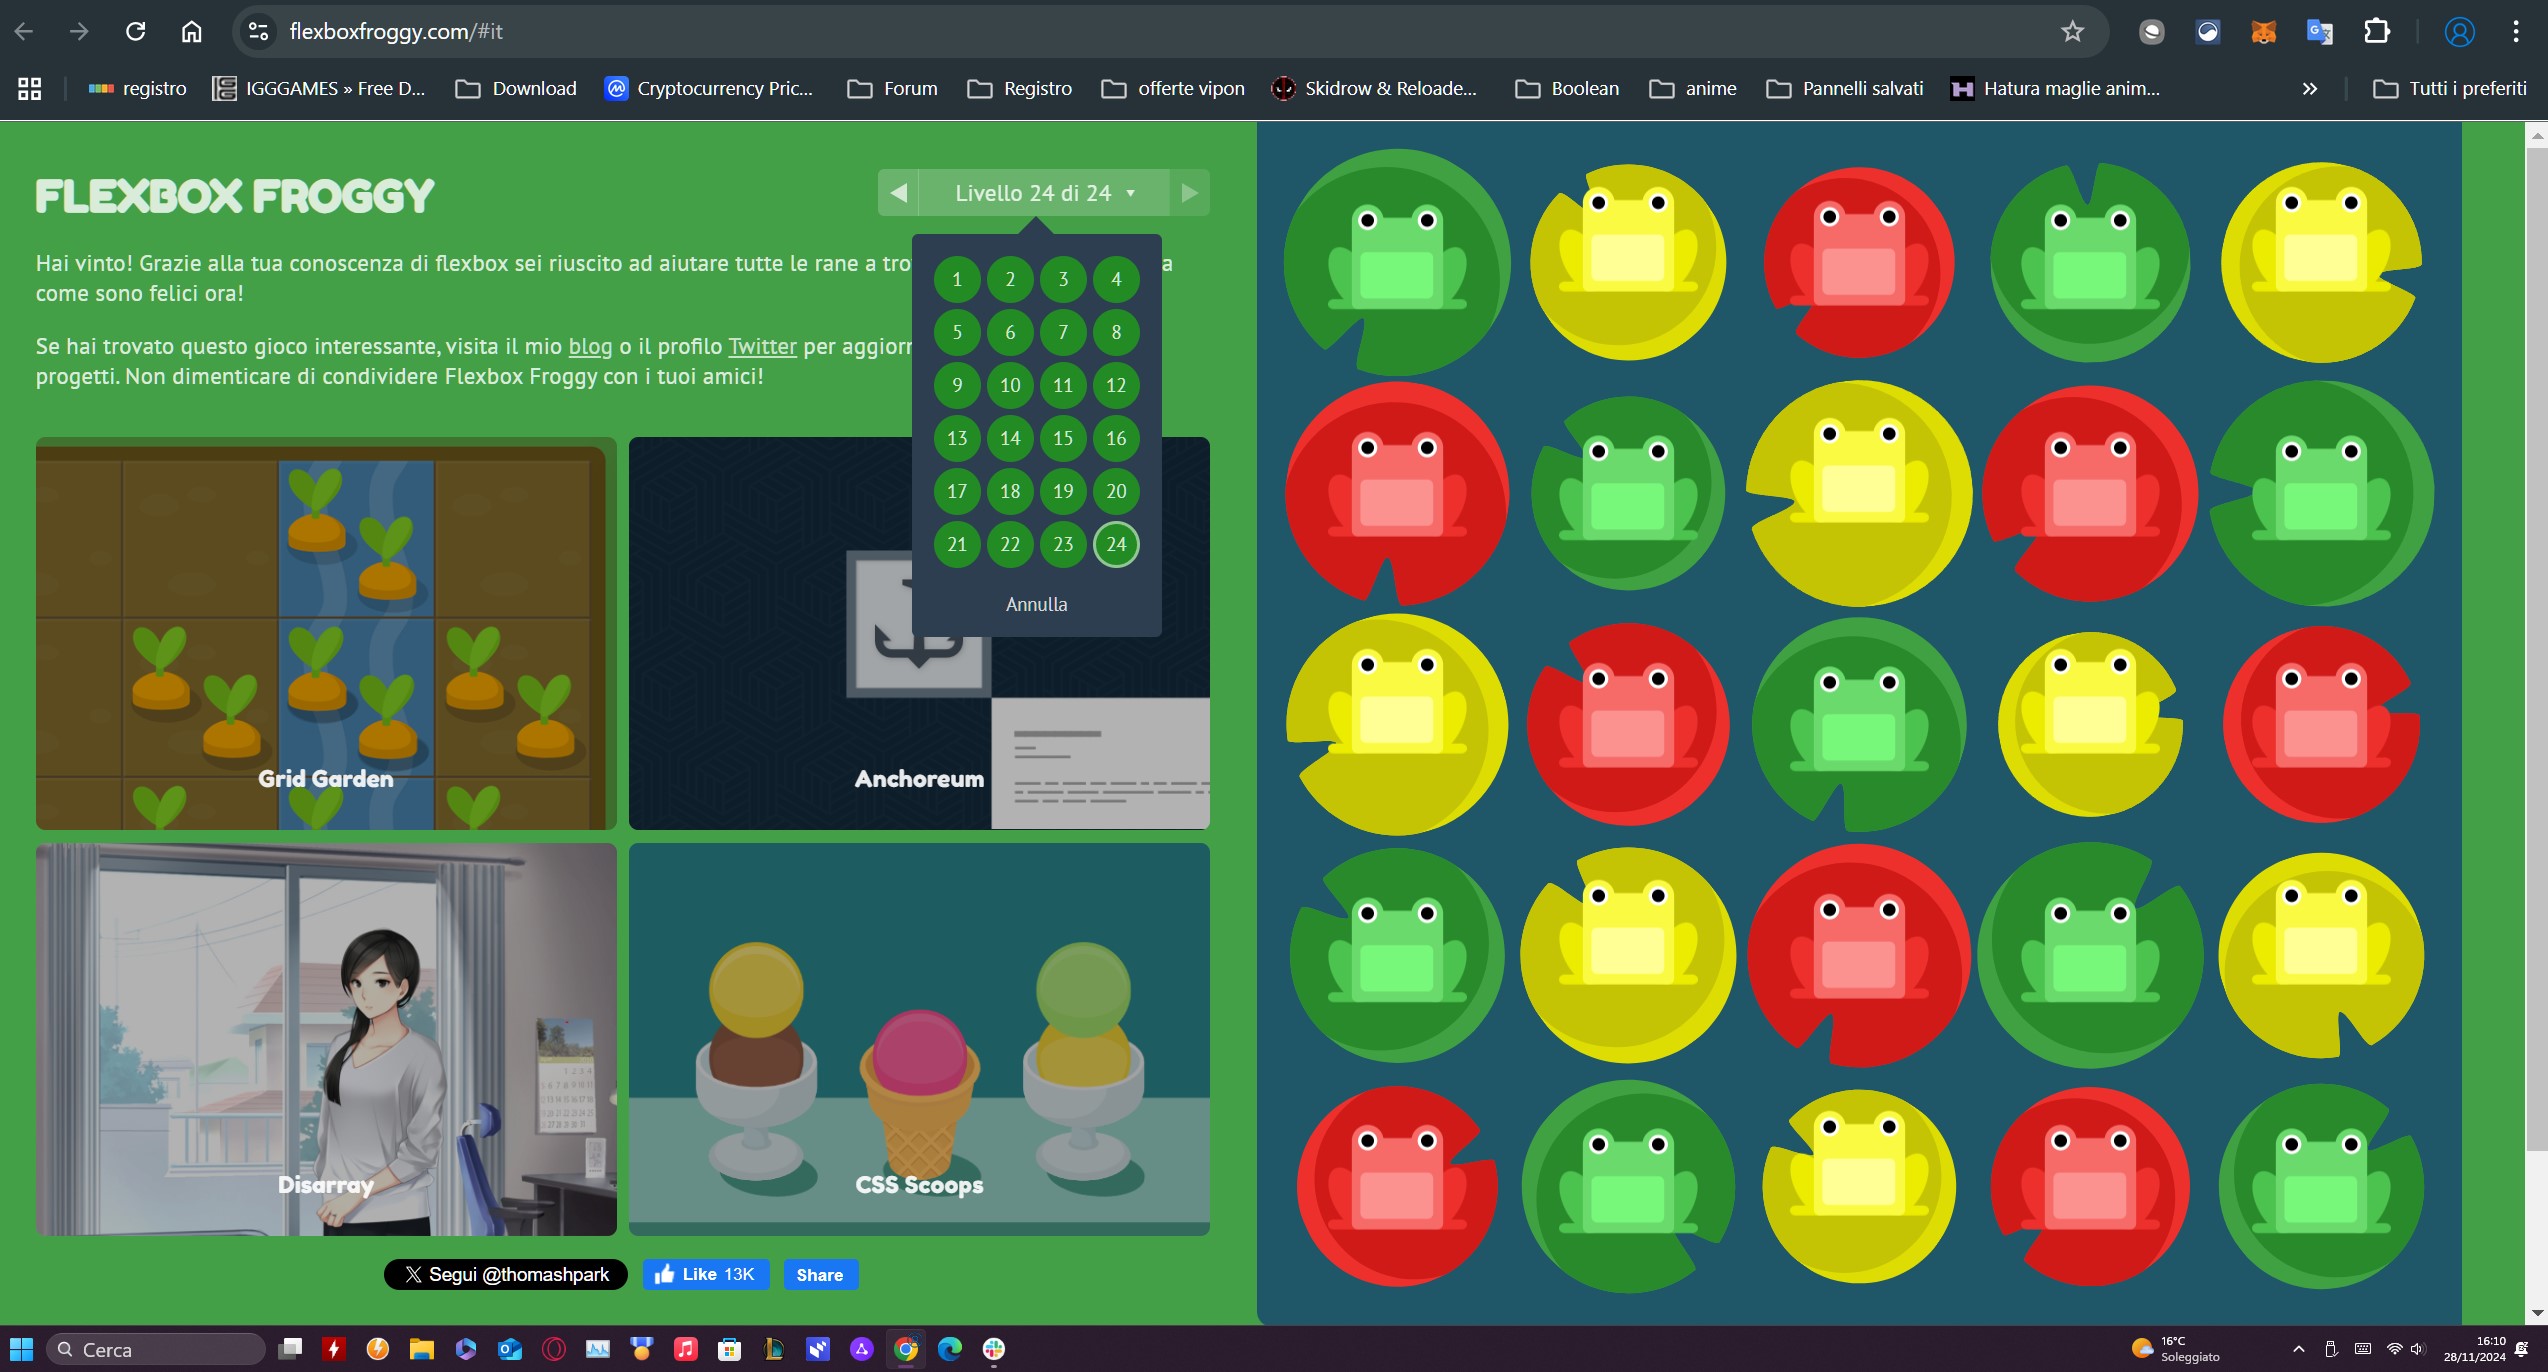 flexboxfroggy.com/#it
registro
IGGGAMES » Free D...
Download
Cryptocurrency Pric...
Forum
Registro
offerte vipon
Skidrow & Reloade...
Boolean
anime
Pannelli salvati
Hatura maglie anim...
»
Tutti i preferiti
FLEXBOX FROGGY
Livello 24 di 24
Hai vinto! Grazie alla tua conoscenza di flexbox sei riuscito ad aiutare tutte le rane a
come sono felici ora!
Se hai trovato questo gioco interessante, visita il mio blog o il profilo Twitter per
progetti. Non dimenticare di condividere Flexbox Froggy con i tuoi amici!
1 2 3 4
5 6 7 8
9 10 11 12
13 14 15 16
17 18 19 20
21 22 23 24
Annulla
Grid Garden
Anchoreum
Disarray
CSS Scoops
Segui @thomashpark
Like 13K
Share
Cerca
16°C
Soleggiato
16:10
28/11/2024